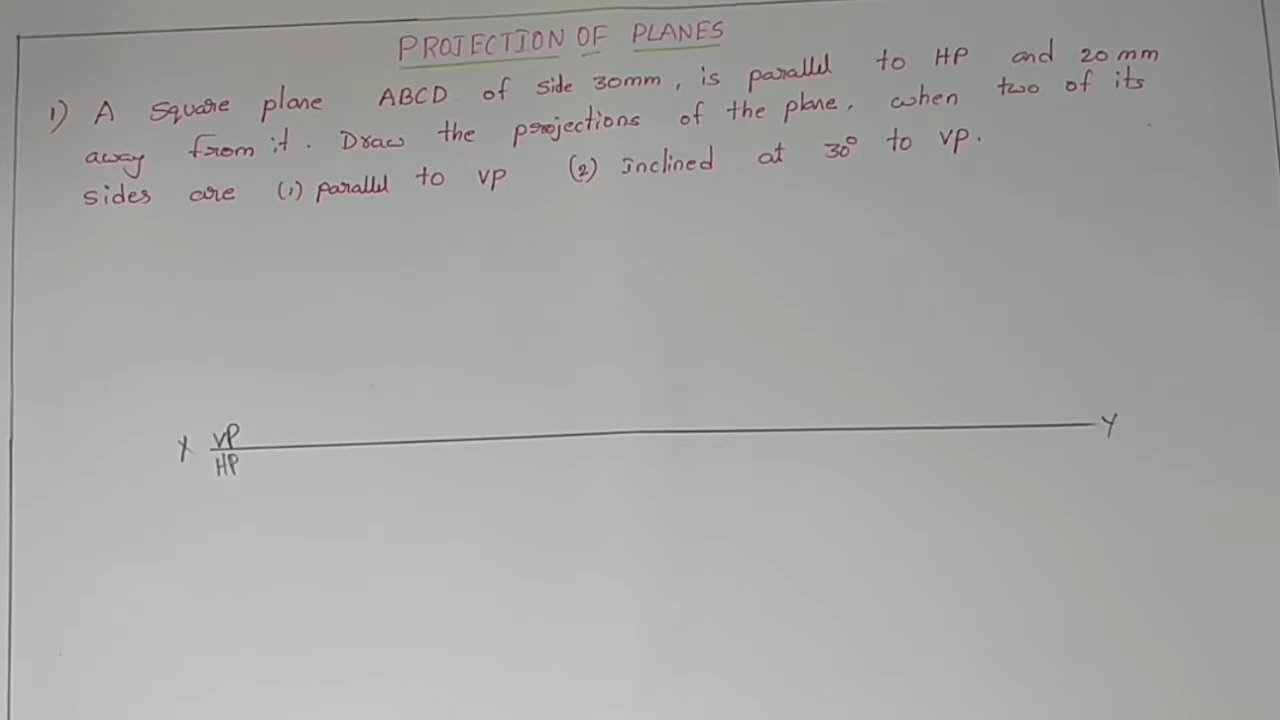 PROJECTION OF PLANES
1) A square plane ABCD of side 30mm, is parallel to HP and 20 mm
away from it. Draw the projections of the plane, when two of its
sides are (1) parallel to VP (2) Inclined at 30° to VP.
X VP Y
HP